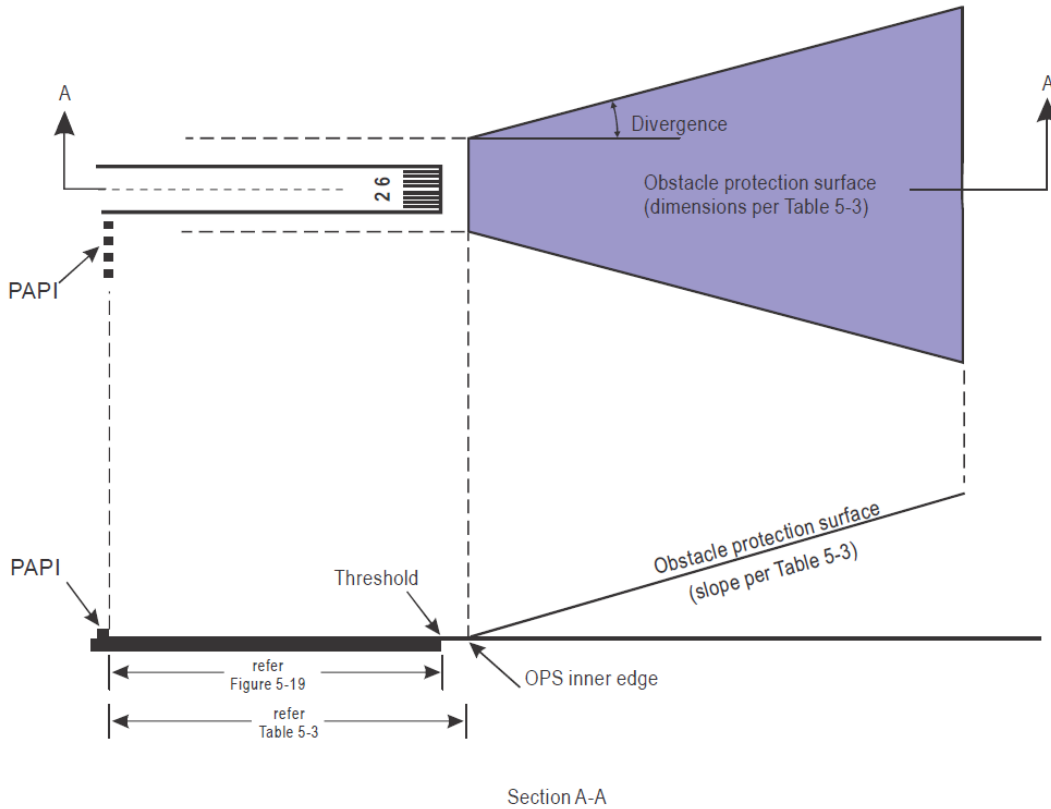 A
A
Divergence
26
Obstacle protection surface
(dimensions per Table 5-3)
PAPI
Obstacle protection surface
(slope per Table 5-3)
PAPI
Threshold
OPS inner edge
refer
Figure 5-19
refer
Table 5-3
Section A-A